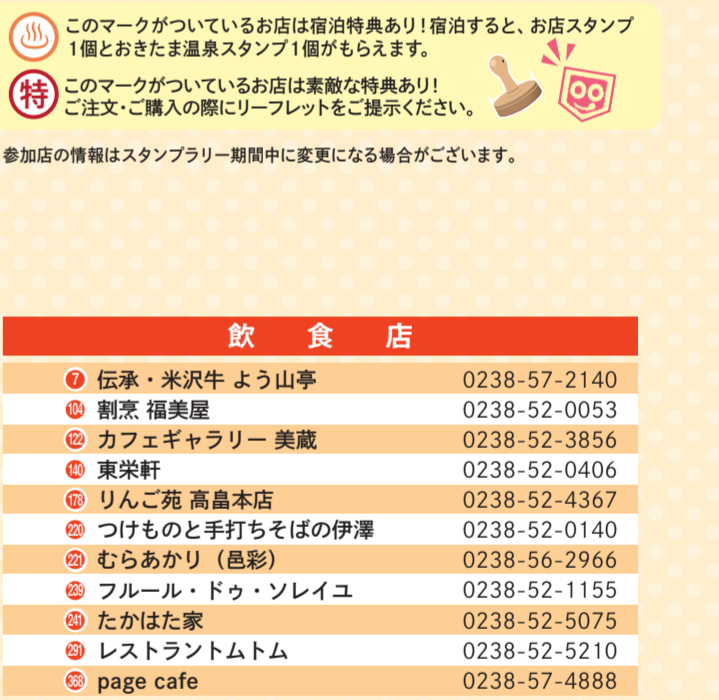 このマークがついているお店は宿泊特典あり！宿泊すると、お店スタンプ
1個とおきたま温泉スタンプ1個がもらえます。
特 このマークがついているお店は素敵な特典あり！
ご注文・ご購入の際にリーフレットをご提示ください。
参加店の情報はスタンプラリー期間中に変更になる場合がございます。
飲食店
7 伝承・米沢牛 よう山亭 0238-57-2140
104 割烹 福美屋 0238-52-0053
122 カフェギャラリー 美蔵 0238-52-3856
140 東栄軒 0238-52-0406
178 りんご苑 高畠本店 0238-52-4367
220 つけものと手打ちそばの伊澤 0238-52-0140
221 むらあかり（邑彩） 0238-56-2966
239 フルール・ドゥ・ソレイユ 0238-52-1155
241 たかはた家 0238-52-5075
291 レストラントムトム 0238-52-5210
368 page cafe 0238-57-4888